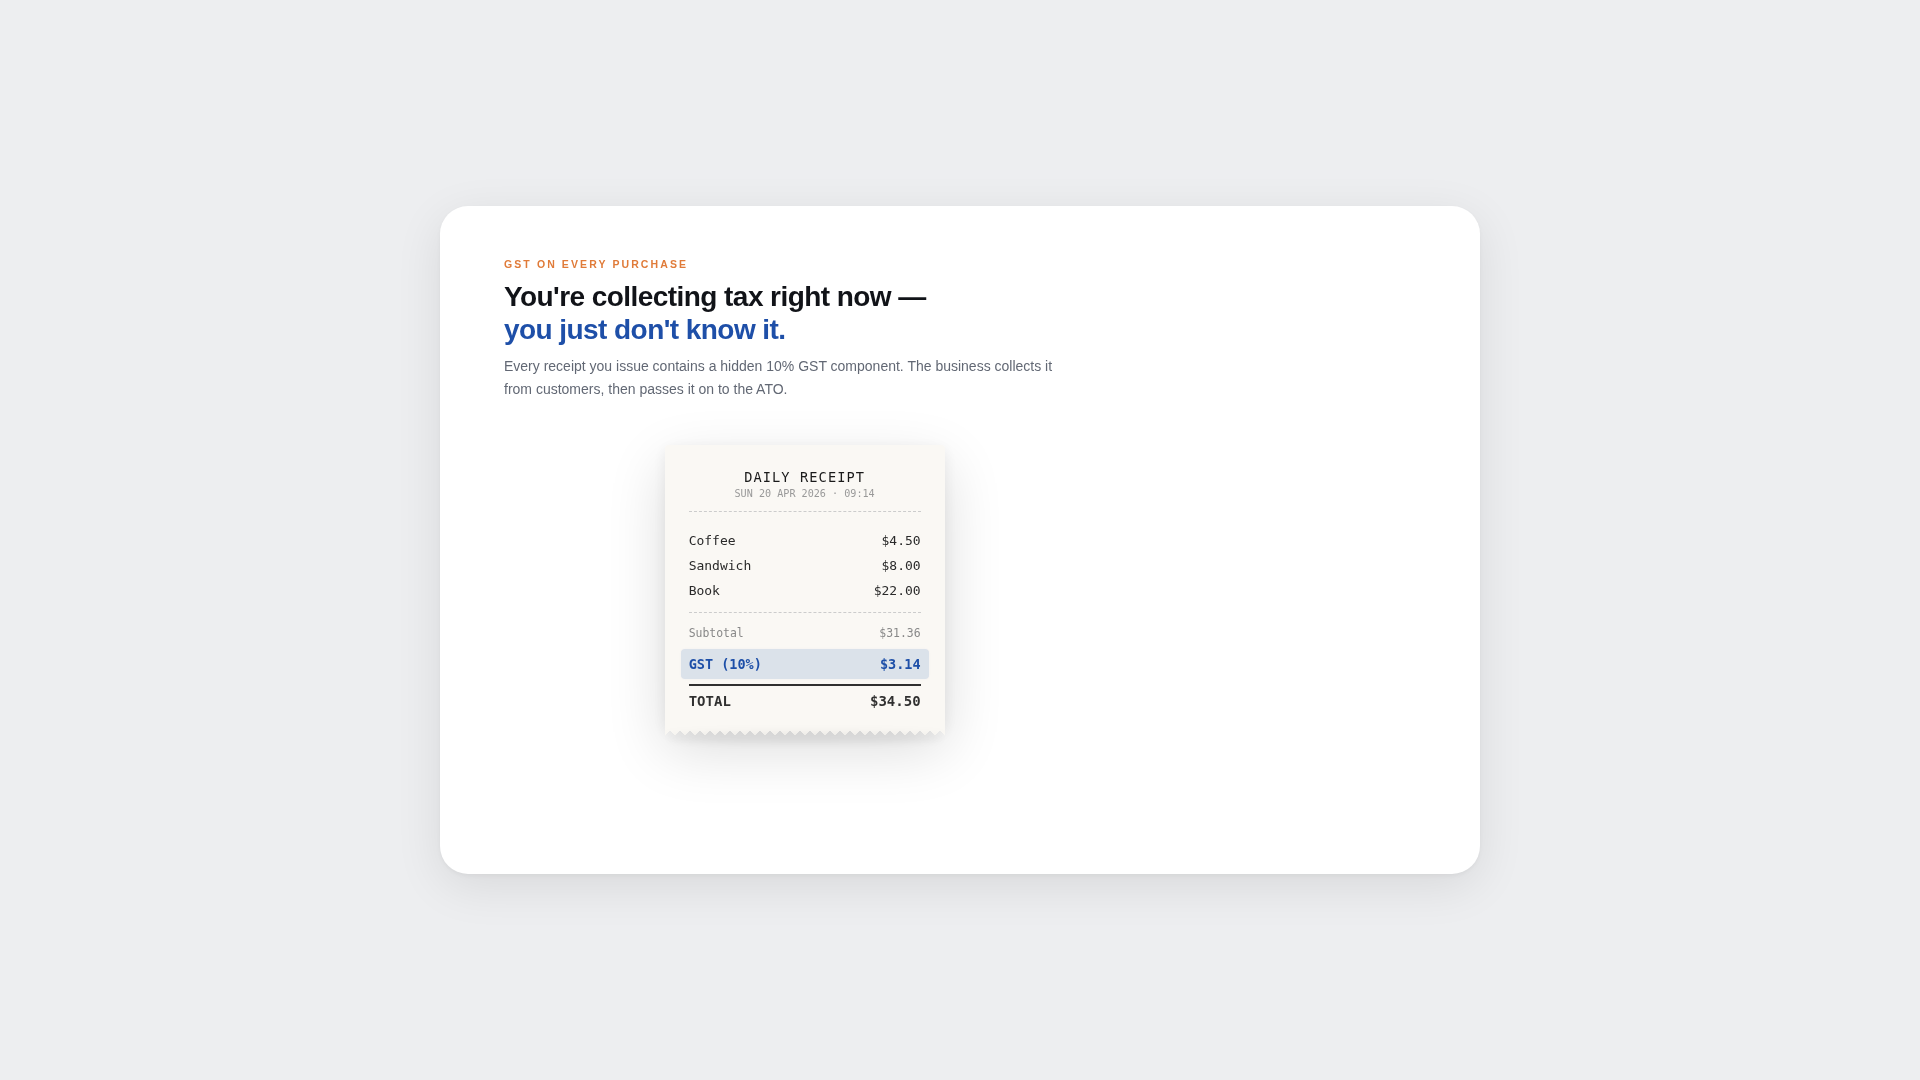 GST ON EVERY PURCHASE
You're collecting tax right now —
you just don't know it.
Every receipt you issue contains a hidden 10% GST component. The business collects it
from customers, then passes it on to the ATO.
DAILY RECEIPT
SUN 20 APR 2026 · 09:14
Coffee $4.50
Sandwich $8.00
Book $22.00
Subtotal $31.36
GST (10%) $3.14
TOTAL $34.50